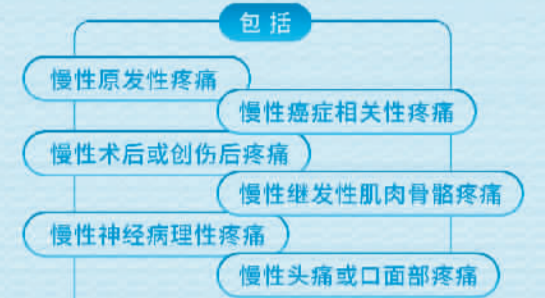 包括
慢性原发性疼痛
慢性癌症相关性疼痛
慢性术后或创伤后疼痛
慢性继发性肌肉骨骼疼痛
慢性神经病理性疼痛
慢性头痛或口面部疼痛